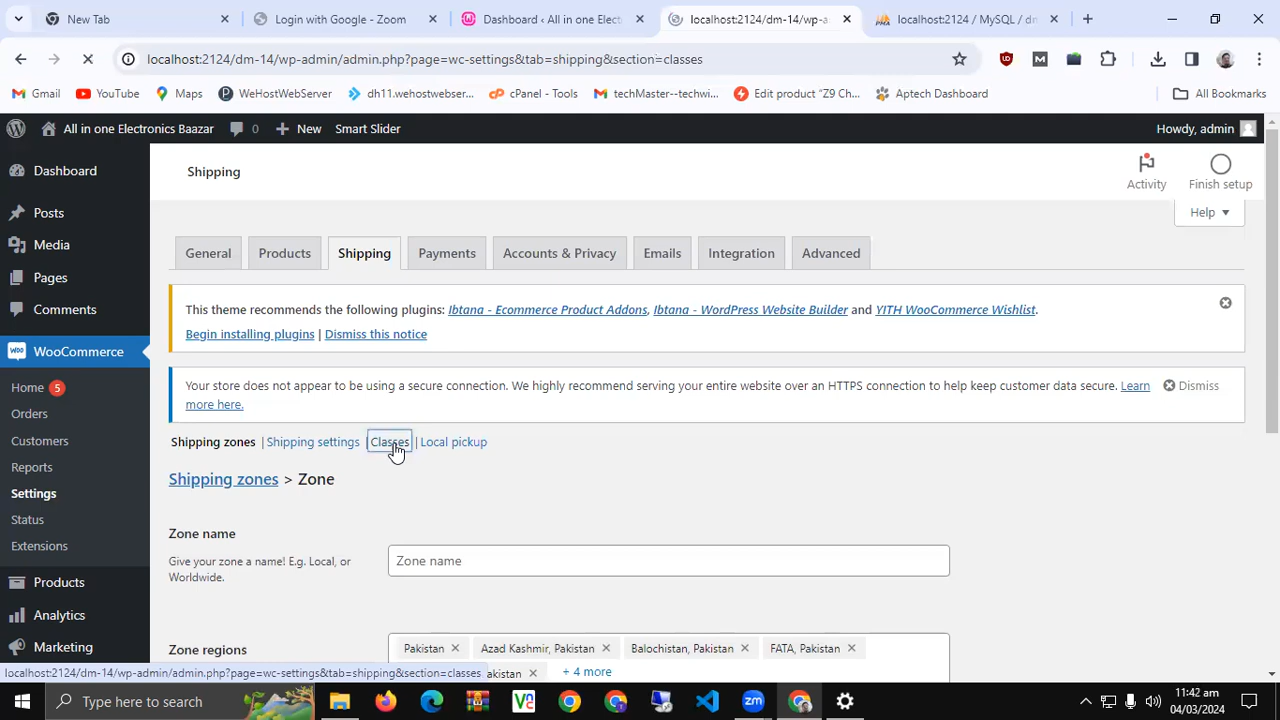 New Tab
Login with Google - Zoom
Dashboard ‹ All in one Elect
localhost:2124/dm-14/wp-a
localhost:2124 / MySQL / dm
localhost:2124/dm-14/wp-admin/admin.php?page=wc-settings&tab=shipping&section=classes
Gmail
YouTube
Maps
WeHostWebServer
dh11.wehostwebser...
cPanel - Tools
techMaster--techwi...
Edit product "Z9 Ch...
Aptech Dashboard
All Bookmarks
All in one Electronics Baazar
0
New
Smart Slider
Howdy, admin
Dashboard
Posts
Media
Pages
Comments
WooCommerce
Home 5
Orders
Customers
Reports
Settings
Status
Extensions
Products
Analytics
Marketing
Shipping
Activity
Finish setup
Help
General
Products
Shipping
Payments
Accounts & Privacy
Emails
Integration
Advanced
This theme recommends the following plugins: Ibtana - Ecommerce Product Addons, Ibtana - WordPress Website Builder and YITH WooCommerce Wishlist.
Begin installing plugins | Dismiss this notice
Your store does not appear to be using a secure connection. We highly recommend serving your entire website over an HTTPS connection to help keep customer data secure. Learn
more here.
Dismiss
Shipping zones | Shipping settings | Classes | Local pickup
Shipping zones > Zone
Zone name
Give your zone a name! E.g. Local, or
Worldwide.
Zone name
Zone regions
Pakistan
Azad Kashmir, Pakistan
Balochistan, Pakistan
FATA, Pakistan
akistan
+ 4 more
localhost:2124/dm-14/wp-admin/admin.php?page=wc-settings&tab=shipping&section=classes
Type here to search
11:42 am
04/03/2024